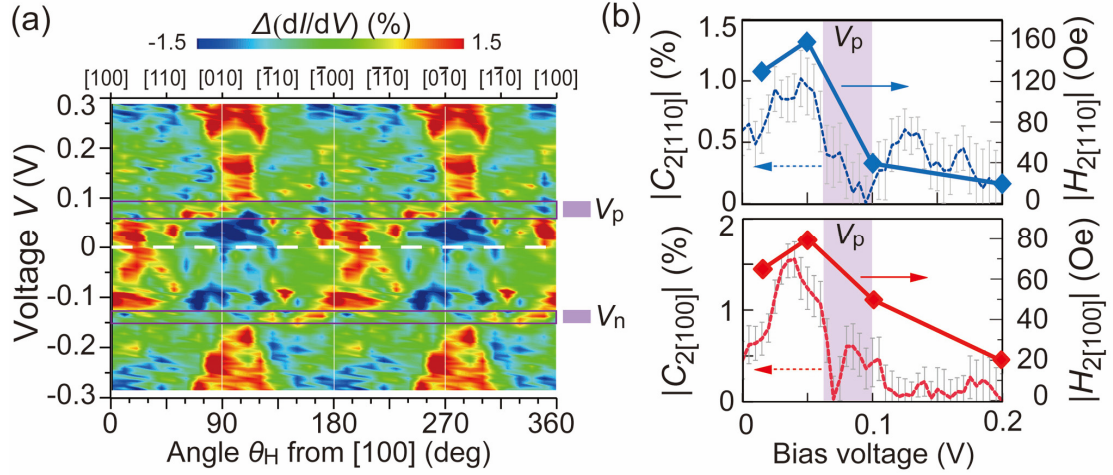 (a)
Δ(dI/dV) (%)
-1.5
1.5
[100] [110] [010] [1̄10] [1̄00] [1̄1̄0] [01̄0] [11̄0] [100]
Voltage V (V)
0.3
0.2
0.1
0
-0.1
-0.2
-0.3
0 90 180 270 360
Angle θH from [100] (deg)
Vp
Vn
(b)
|C2[110]| (%)
1.5
1.0
0.5
0
Vp
160
120
80
40
0
|H2[110]| (Oe)
|C2[100]| (%)
2
1
0
Vp
80
60
40
20
0
|H2[100]| (Oe)
0 0.1 0.2
Bias voltage (V)